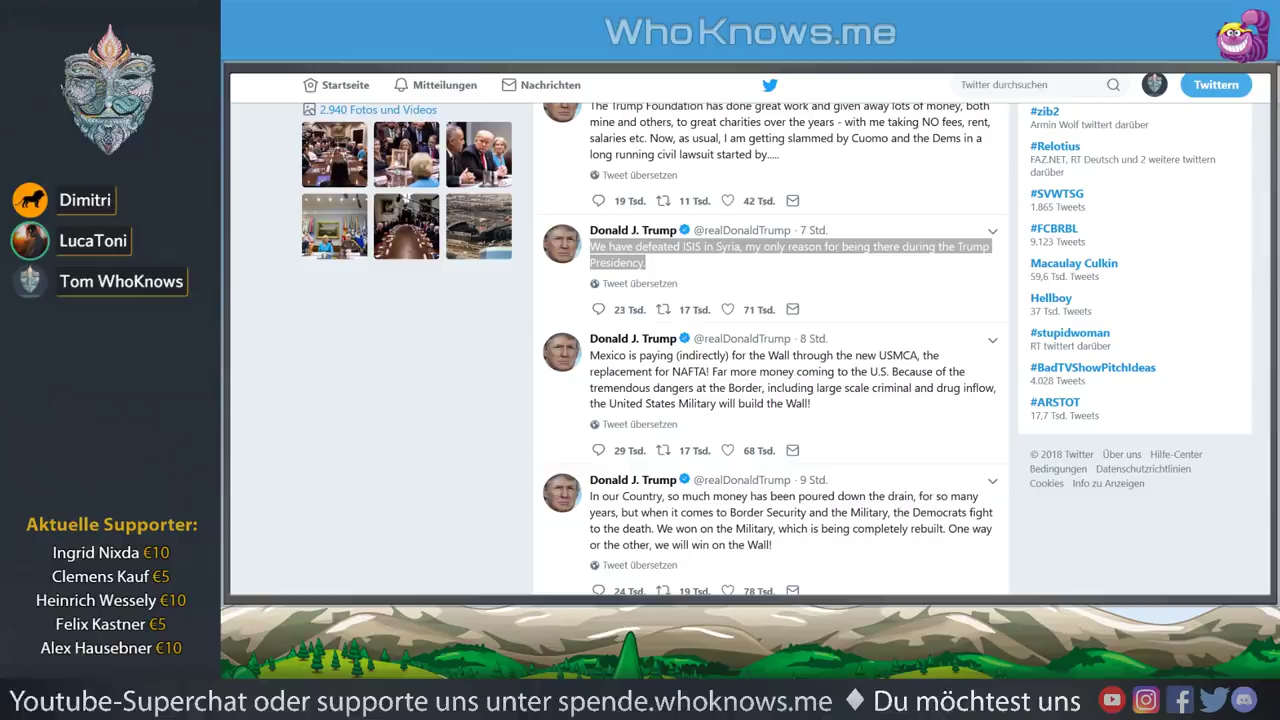 WhoKnows.me
Startseite
Mitteilungen
Nachrichten
Twitter durchsuchen
Twittern
Dimitri
LucaToni
Tom WhoKnows
Aktuelle Supporter:
Ingrid Nixda €10
Clemens Kauf €5
Heinrich Wessely €10
Felix Kastner €5
Alex Hausebner €10
2.940 Fotos und Videos
The Trump Foundation has done great work and given away lots of money, both
mine and others, to great charities over the years - with me taking NO fees, rent,
salaries etc. Now, as usual, I am getting slammed by Cuomo and the Dems in a
long running civil lawsuit started by.....
Tweet übersetzen
19 Tsd. 11 Tsd. 42 Tsd.
Donald J. Trump @realDonaldTrump · 7 Std.
We have defeated ISIS in Syria, my only reason for being there during the Trump
Presidency.
Tweet übersetzen
23 Tsd. 17 Tsd. 71 Tsd.
Donald J. Trump @realDonaldTrump · 8 Std.
Mexico is paying (indirectly) for the Wall through the new USMCA, the
replacement for NAFTA! Far more money coming to the U.S. Because of the
tremendous dangers at the Border, including large scale criminal and drug inflow,
the United States Military will build the Wall!
Tweet übersetzen
29 Tsd. 17 Tsd. 68 Tsd.
Donald J. Trump @realDonaldTrump · 9 Std.
In our Country, so much money has been poured down the drain, for so many
years, but when it comes to Border Security and the Military, the Democrats fight
to the death. We won on the Military, which is being completely rebuilt. One way
or the other, we will win on the Wall!
Tweet übersetzen
24 Tsd. 19 Tsd. 78 Tsd.
#zib2
Armin Wolf twittert darüber
#Relotius
FAZ.NET, RT Deutsch und 2 weitere twittern
darüber
#SVWTSG
1.865 Tweets
#FCBRBL
9.123 Tweets
Macaulay Culkin
59,6 Tsd. Tweets
Hellboy
37 Tsd. Tweets
#stupidwoman
RT twittert darüber
#BadTVShowPitchIdeas
4.028 Tweets
#ARSTOT
17,7 Tsd. Tweets
© 2018 Twitter Über uns Hilfe-Center
Bedingungen Datenschutzrichtlinien
Cookies Info zu Anzeigen
Youtube-Superchat oder supporte uns unter spende.whoknows.me ♦ Du möchtest uns